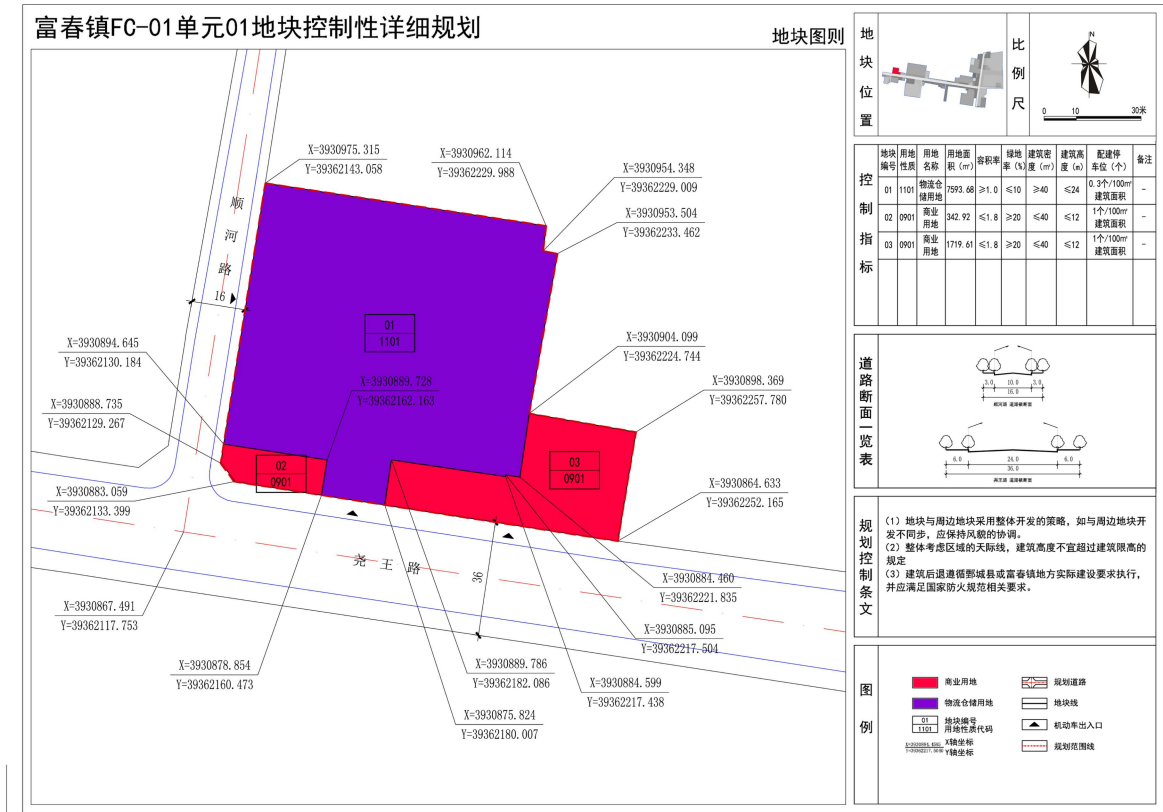 富春镇FC-01单元01地块控制性详细规划
地块图则
X=3930975.315
Y=39362143.058
X=3930962.114
Y=39362229.988
X=3930954.348
Y=39362229.009
X=3930953.504
Y=39362233.462
顺河路
16
01
1101
X=3930894.645
Y=39362130.184
X=3930904.099
Y=39362224.744
X=3930889.728
Y=39362162.163
X=3930898.369
Y=39362257.780
X=3930888.735
Y=39362129.267
02
0901
03
0901
X=3930883.059
Y=39362133.399
X=3930864.633
Y=39362252.165
尧王路
36
X=3930884.460
Y=39362221.835
X=3930867.491
Y=39362117.753
X=3930885.095
Y=39362217.504
X=3930878.854
Y=39362160.473
X=3930889.786
Y=39362182.086
X=3930884.599
Y=39362217.438
X=3930875.824
Y=39362180.007
地块位置
比例尺
N
0 10 30米
控制指标
地块编号 用地性质 用地名称 用地面积(㎡) 容积率 绿地率(%) 建筑密度(㎡) 建筑高度(m) 配建停车位(个) 备注
01 1101 物流仓储用地 7593.68 ≥1.0 ≤10 ≥40 ≤24 0.3个/100㎡建筑面积 -
02 0901 商业用地 342.92 ≤1.8 ≥20 ≤40 ≤12 1个/100㎡建筑面积 -
03 0901 商业用地 1719.61 ≤1.8 ≥20 ≤40 ≤12 1个/100㎡建筑面积 -
道路断面一览表
3.0 10.0 3.0
16.0
顺河路 道路横断面
6.0 24.0 6.0
36.0
尧王路 道路横断面
规划控制条文
(1)地块与周边地块采用整体开发的策略，如与周边地块开
发不同步，应保持风貌的协调。
(2)整体考虑区域的天际线，建筑高度不宜超过建筑限高的
规定
(3)建筑后退遵循鄄城县或富春镇地方实际建设要求执行，
并应满足国家防火规范相关要求。
图例
商业用地
规划道路
物流仓储用地
地块线
01 地块编号
1101 用地性质代码
机动车出入口
X轴坐标
Y轴坐标
规划范围线